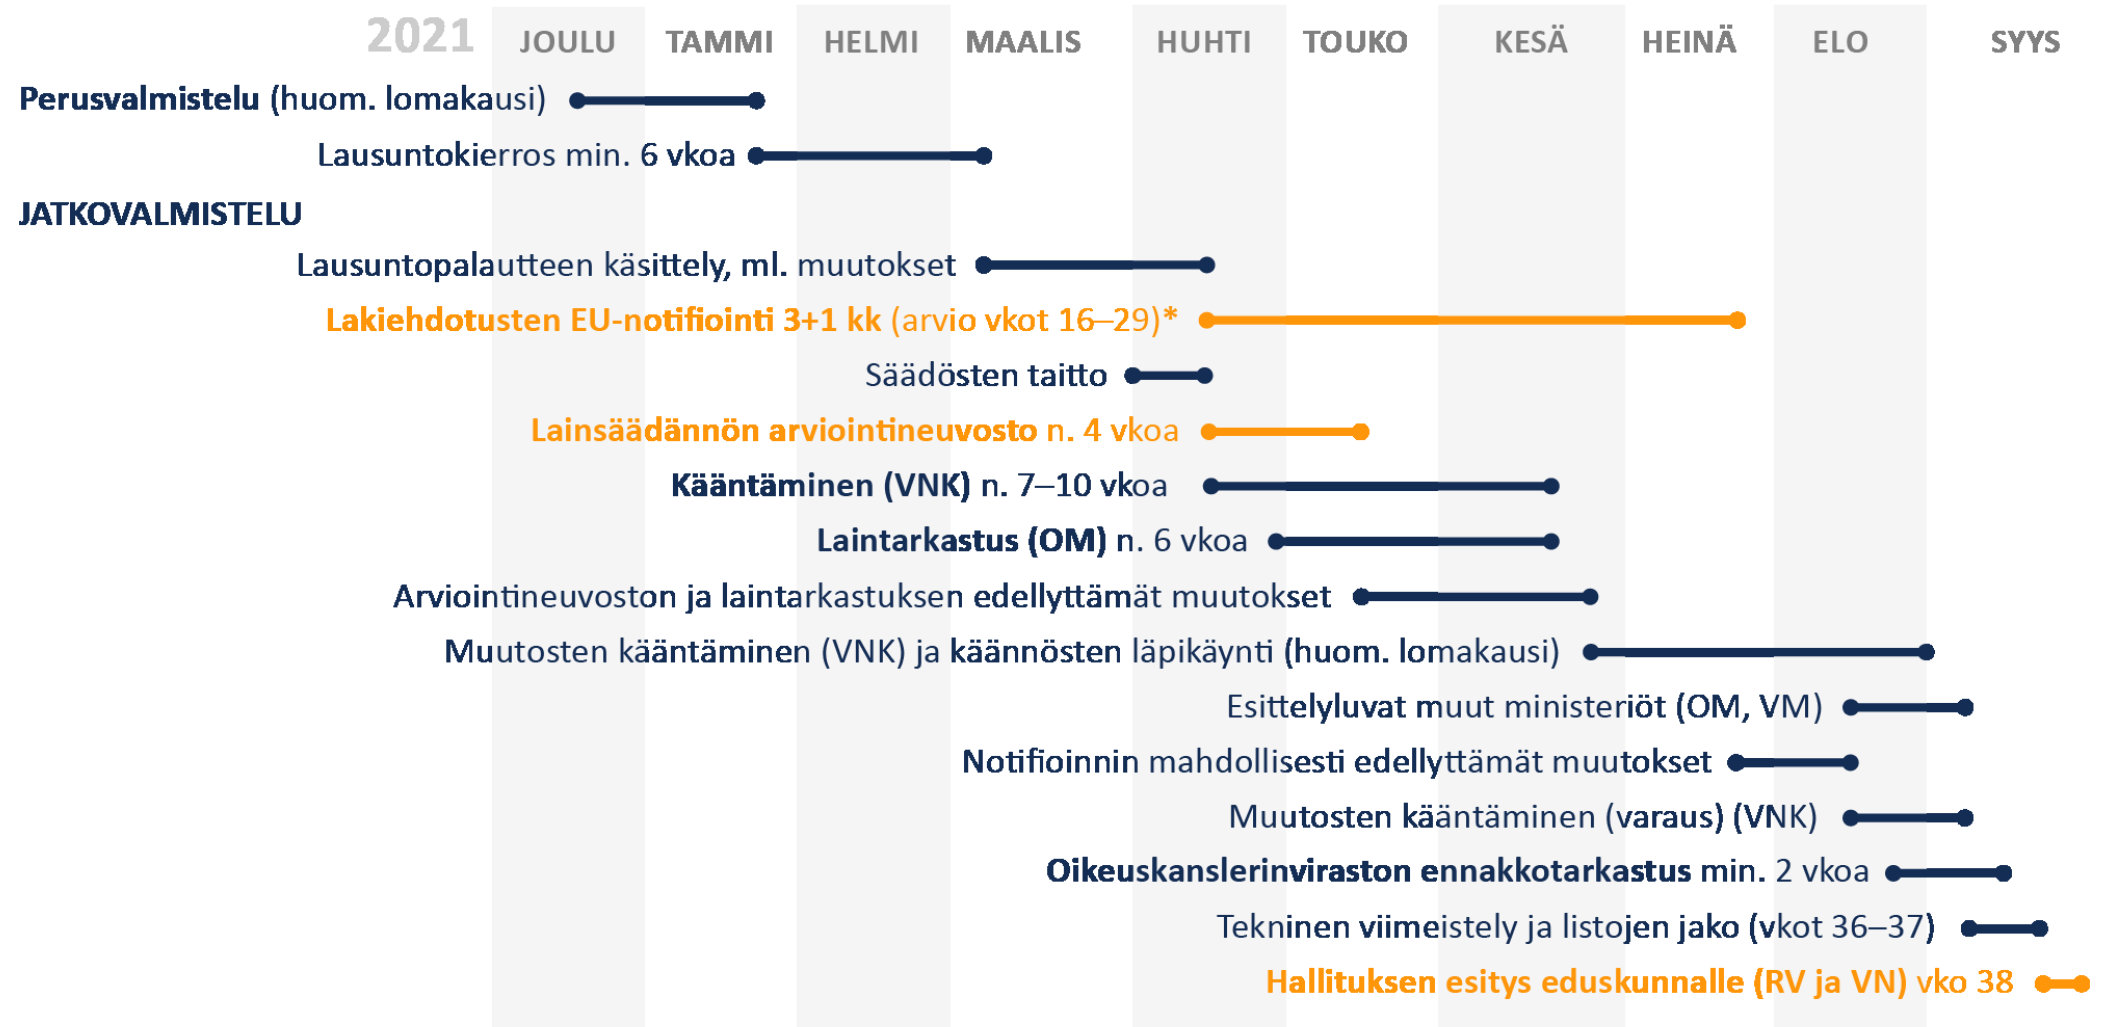 2021 JOULU TAMMI HELMI MAALIS HUHTI TOUKO KESÄ HEINÄ ELO SYYS
Perusvalmistelu (huom. lomakausi)
Lausuntokierros min. 6 vkoa
JATKOVALMISTELU
Lausuntopalautteen käsittely, ml. muutokset
Lakiehdotusten EU-notifiointi 3+1 kk (arvio vkot 16–29)*
Säädösten taitto
Lainsäädännön arviointineuvosto n. 4 vkoa
Kääntäminen (VNK) n. 7–10 vkoa
Laintarkastus (OM) n. 6 vkoa
Arviointineuvoston ja laintarkastuksen edellyttämät muutokset
Muutosten kääntäminen (VNK) ja käännösten läpikäynti (huom. lomakausi)
Esittelyluvat muut ministeriöt (OM, VM)
Notifioinnin mahdollisesti edellyttämät muutokset
Muutosten kääntäminen (varaus) (VNK)
Oikeuskanslerinviraston ennakkotarkastus min. 2 vkoa
Tekninen viimeistely ja listojen jako (vkot 36–37)
Hallituksen esitys eduskunnalle (RV ja VN) vko 38